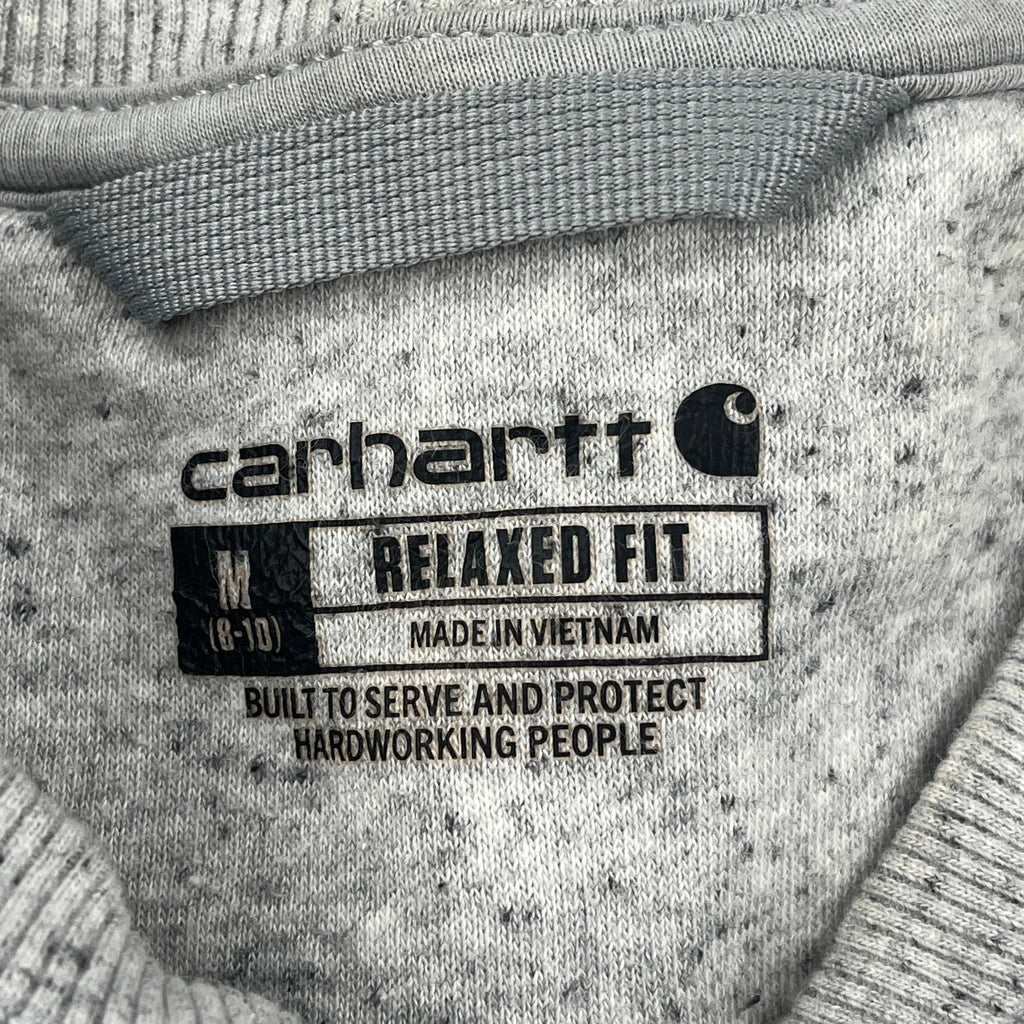 carhartt
M
(8-10)
RELAXED FIT
MADE IN VIETNAM
BUILT TO SERVE AND PROTECT
HARDWORKING PEOPLE